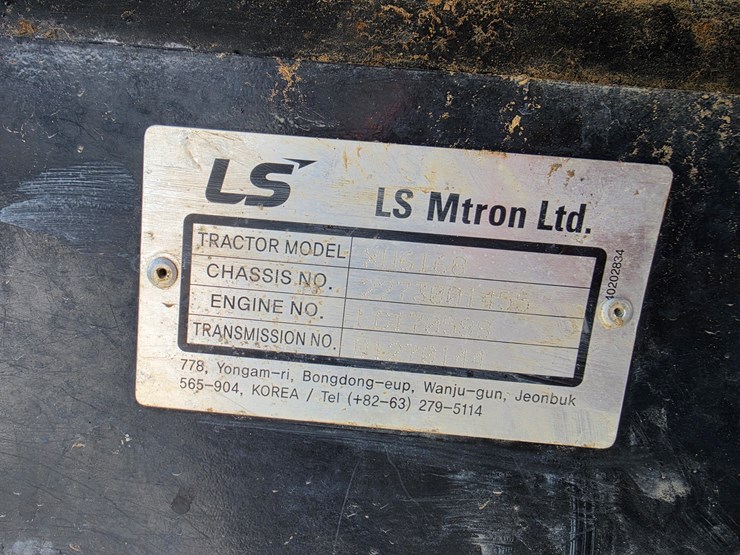 LS LS Mtron Ltd.
TRACTOR MODEL
CHASSIS NO.
ENGINE NO.
TRANSMISSION NO.
40202834
778, Yongam-ri, Bongdong-eup, Wanju-gun, Jeonbuk
565-904, KOREA / Tel (+82-63) 279-5114